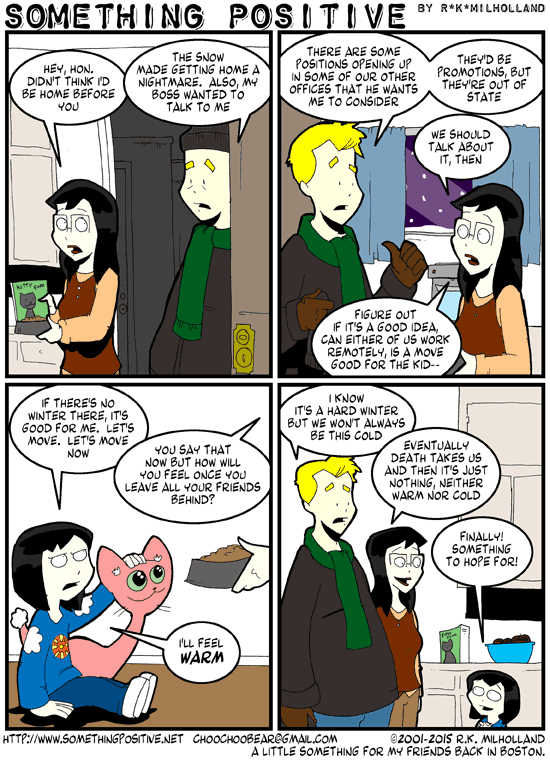 SOMETHING POSITIVE BY R*K*MILHOLLAND
HEY, HON.
DIDN'T THINK I'D
BE HOME BEFORE
YOU
THE SNOW
MADE GETTING HOME A
NIGHTMARE. ALSO, MY
BOSS WANTED TO
TALK TO ME
KITTY FOOD
THERE ARE SOME
POSITIONS OPENING UP
IN SOME OF OUR OTHER
OFFICES THAT HE WANTS
ME TO CONSIDER
THEY'D BE
PROMOTIONS, BUT
THEY'RE OUT OF
STATE
WE SHOULD
TALK ABOUT
IT, THEN
FIGURE OUT
IF IT'S A GOOD IDEA,
CAN EITHER OF US WORK
REMOTELY, IS A MOVE
GOOD FOR THE KID--
IF THERE'S NO
WINTER THERE, IT'S
GOOD FOR ME. LET'S
MOVE. LET'S MOVE
NOW
YOU SAY THAT
NOW BUT HOW WILL
YOU FEEL ONCE YOU
LEAVE ALL YOUR FRIENDS
BEHIND?
I'LL FEEL
WARM
I KNOW
IT'S A HARD WINTER
BUT WE WON'T ALWAYS
BE THIS COLD
EVENTUALLY
DEATH TAKES US
AND THEN IT'S JUST
NOTHING, NEITHER
WARM NOR COLD
FINALLY!
SOMETHING
TO HOPE FOR!
HTTP://WWW.SOMETHINGPOSITIVE.NET CHOOCHOOBEAR@GMAIL.COM ©2001-2015 R.K. MILHOLLAND
A LITTLE SOMETHING FOR MY FRIENDS BACK IN BOSTON.